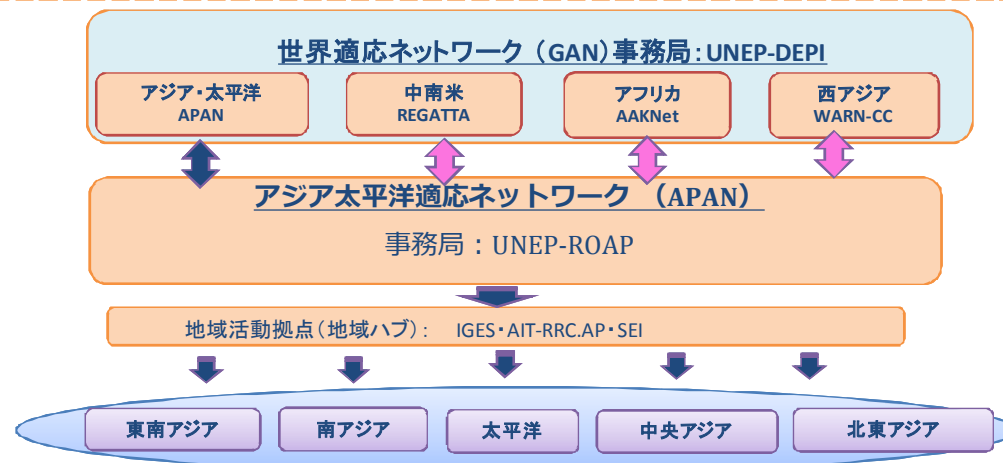 世界適応ネットワーク（GAN）事務局：UNEP-DEPI
アジア・太平洋
APAN
中南米
REGATTA
アフリカ
AAKNet
西アジア
WARN-CC
アジア太平洋適応ネットワーク （APAN）
事務局：UNEP-ROAP
地域活動拠点（地域ハブ）： IGES・AIT-RRC.AP・SEI
東南アジア
南アジア
太平洋
中央アジア
北東アジア